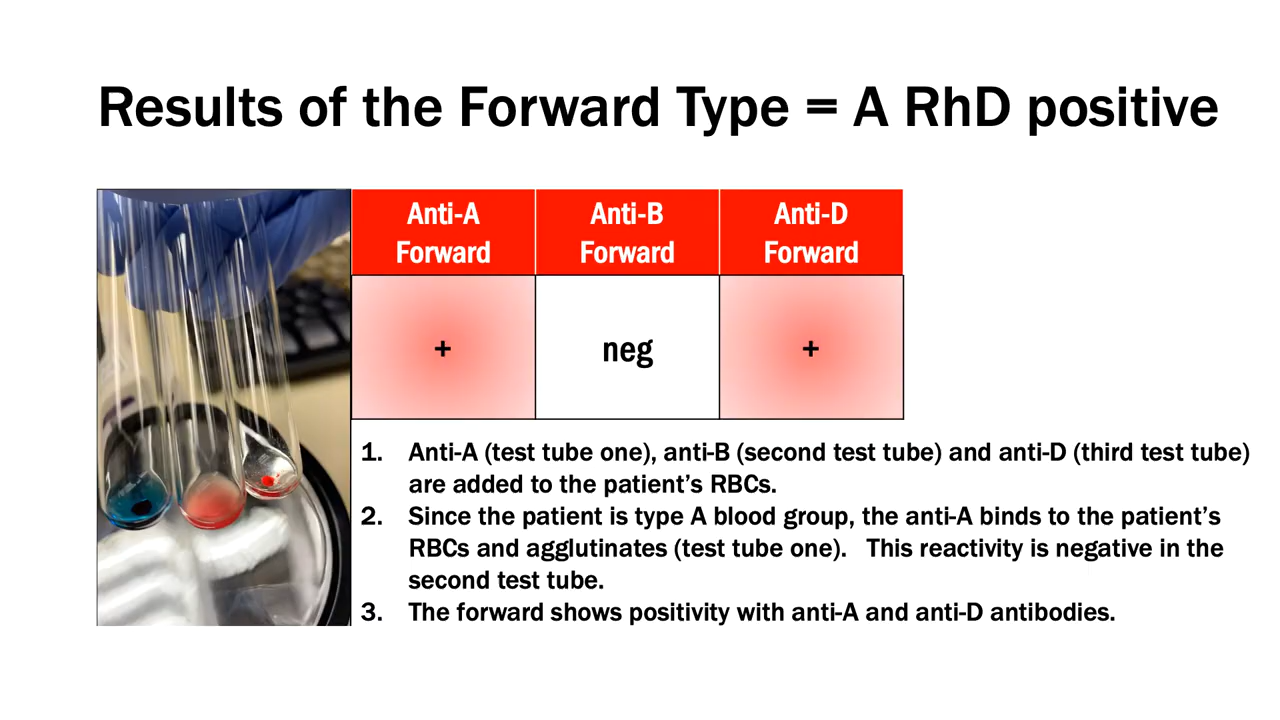 Results of the Forward Type = A RhD positive
Anti-A
Forward
Anti-B
Forward
Anti-D
Forward
+
neg
+
1. Anti-A (test tube one), anti-B (second test tube) and anti-D (third test tube)
are added to the patient's RBCs.
2. Since the patient is type A blood group, the anti-A binds to the patient's
RBCs and agglutinates (test tube one). This reactivity is negative in the
second test tube.
3. The forward shows positivity with anti-A and anti-D antibodies.